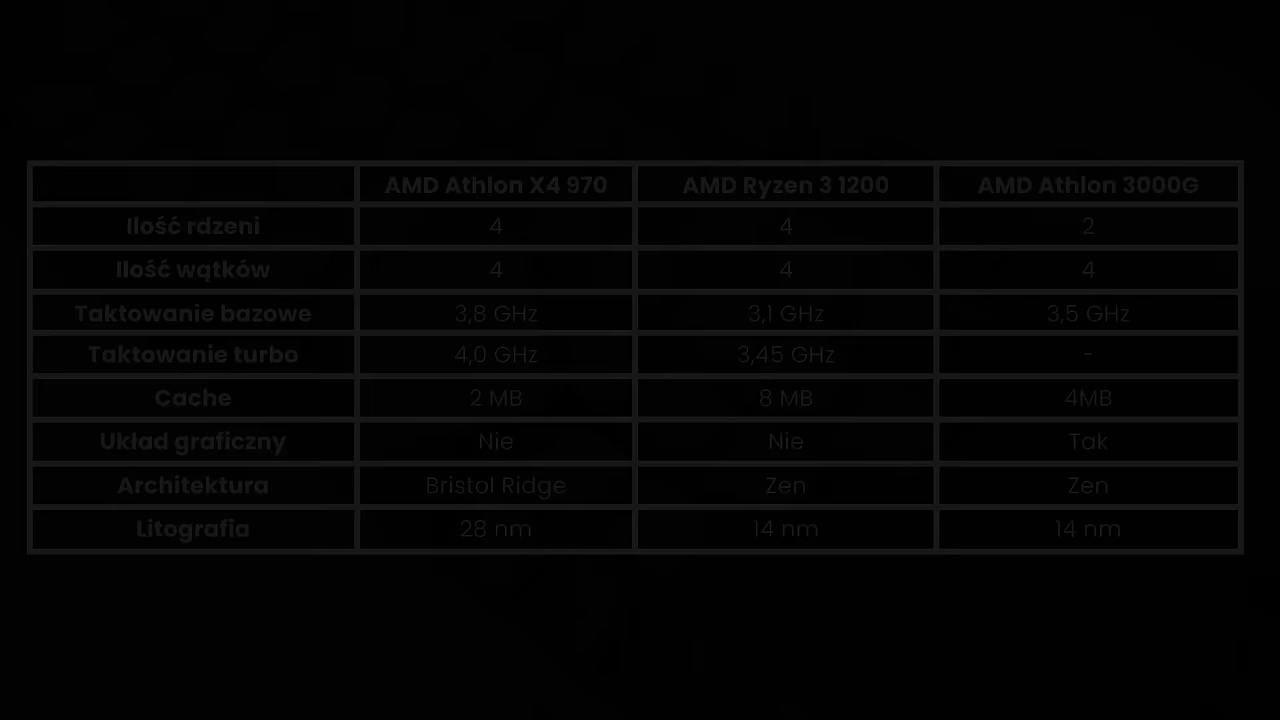 AMD Athlon X4 970 AMD Ryzen 3 1200 AMD Athlon 3000G
Ilość rdzeni 4 4 2
Ilość wątków 4 4 4
Taktowanie bazowe 3,8 GHz 3,1 GHz 3,5 GHz
Taktowanie turbo 4,0 GHz 3,45 GHz -
Cache 2 MB 8 MB 4MB
Układ graficzny Nie Nie Tak
Architektura Bristol Ridge Zen Zen
Litografia 28 nm 14 nm 14 nm